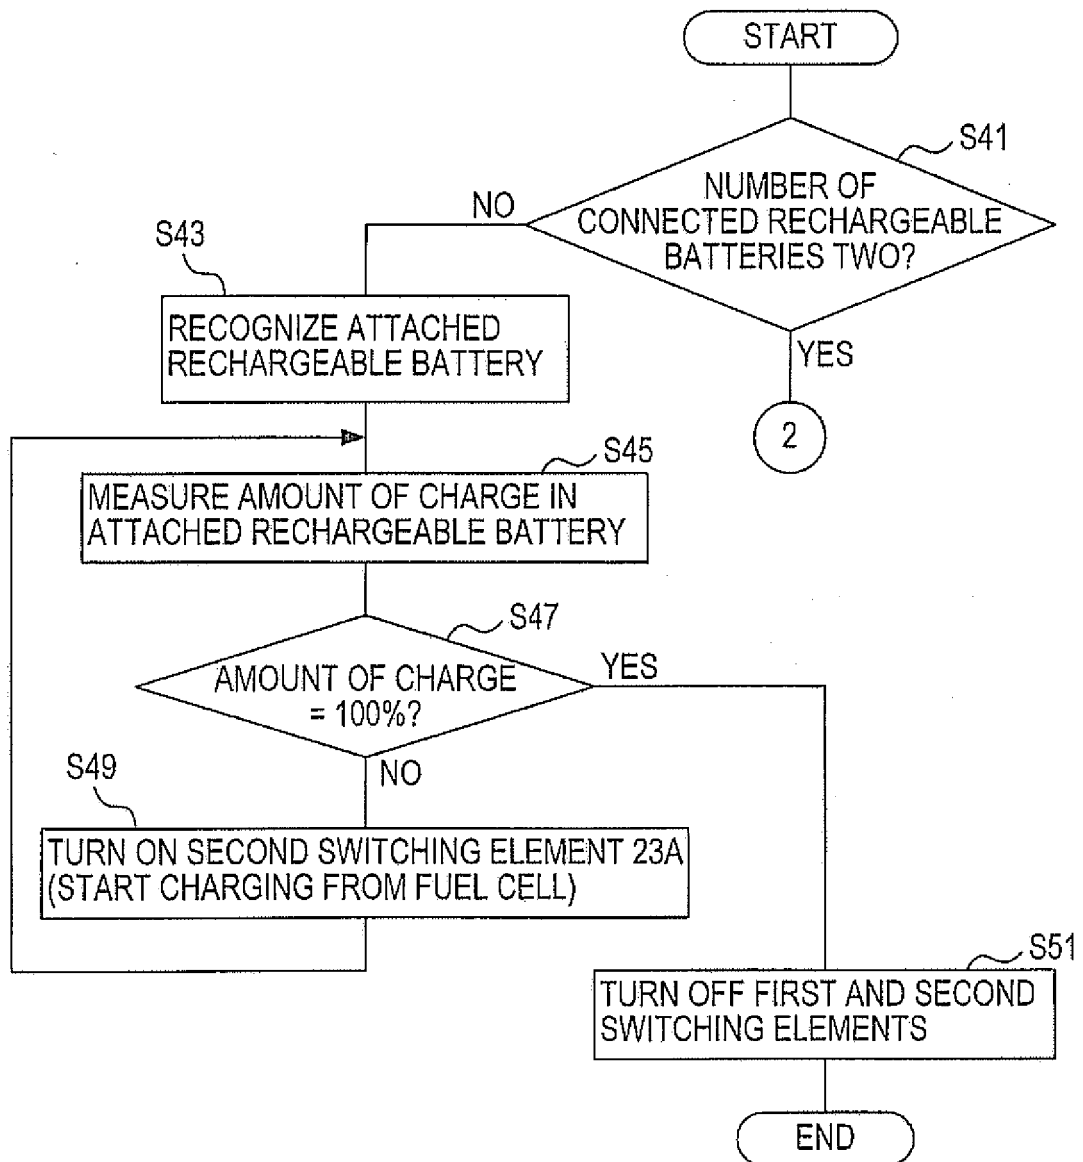 START
S41
NUMBER OF
CONNECTED RECHARGEABLE
BATTERIES TWO?
NO
YES
2
S43
RECOGNIZE ATTACHED
RECHARGEABLE BATTERY
S45
MEASURE AMOUNT OF CHARGE IN
ATTACHED RECHARGEABLE BATTERY
S47
AMOUNT OF CHARGE
= 100%?
YES
NO
S49
TURN ON SECOND SWITCHING ELEMENT 23A
(START CHARGING FROM FUEL CELL)
S51
TURN OFF FIRST AND SECOND
SWITCHING ELEMENTS
END